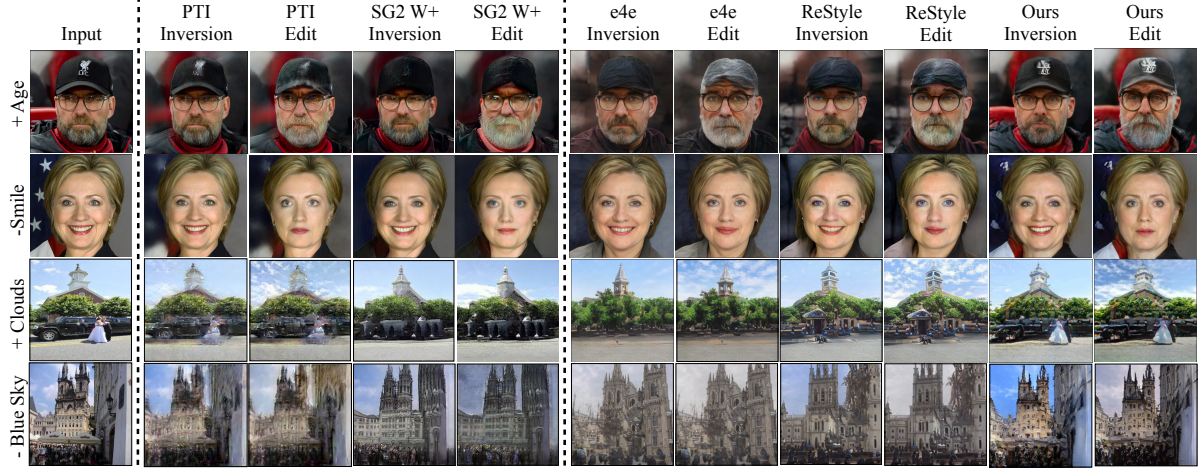 Input
PTI
Inversion
PTI
Edit
SG2 W+
Inversion
SG2 W+
Edit
e4e
Inversion
e4e
Edit
ReStyle
Inversion
ReStyle
Edit
Ours
Inversion
Ours
Edit
+ Age
-Smile
+ Clouds
- Blue Sky